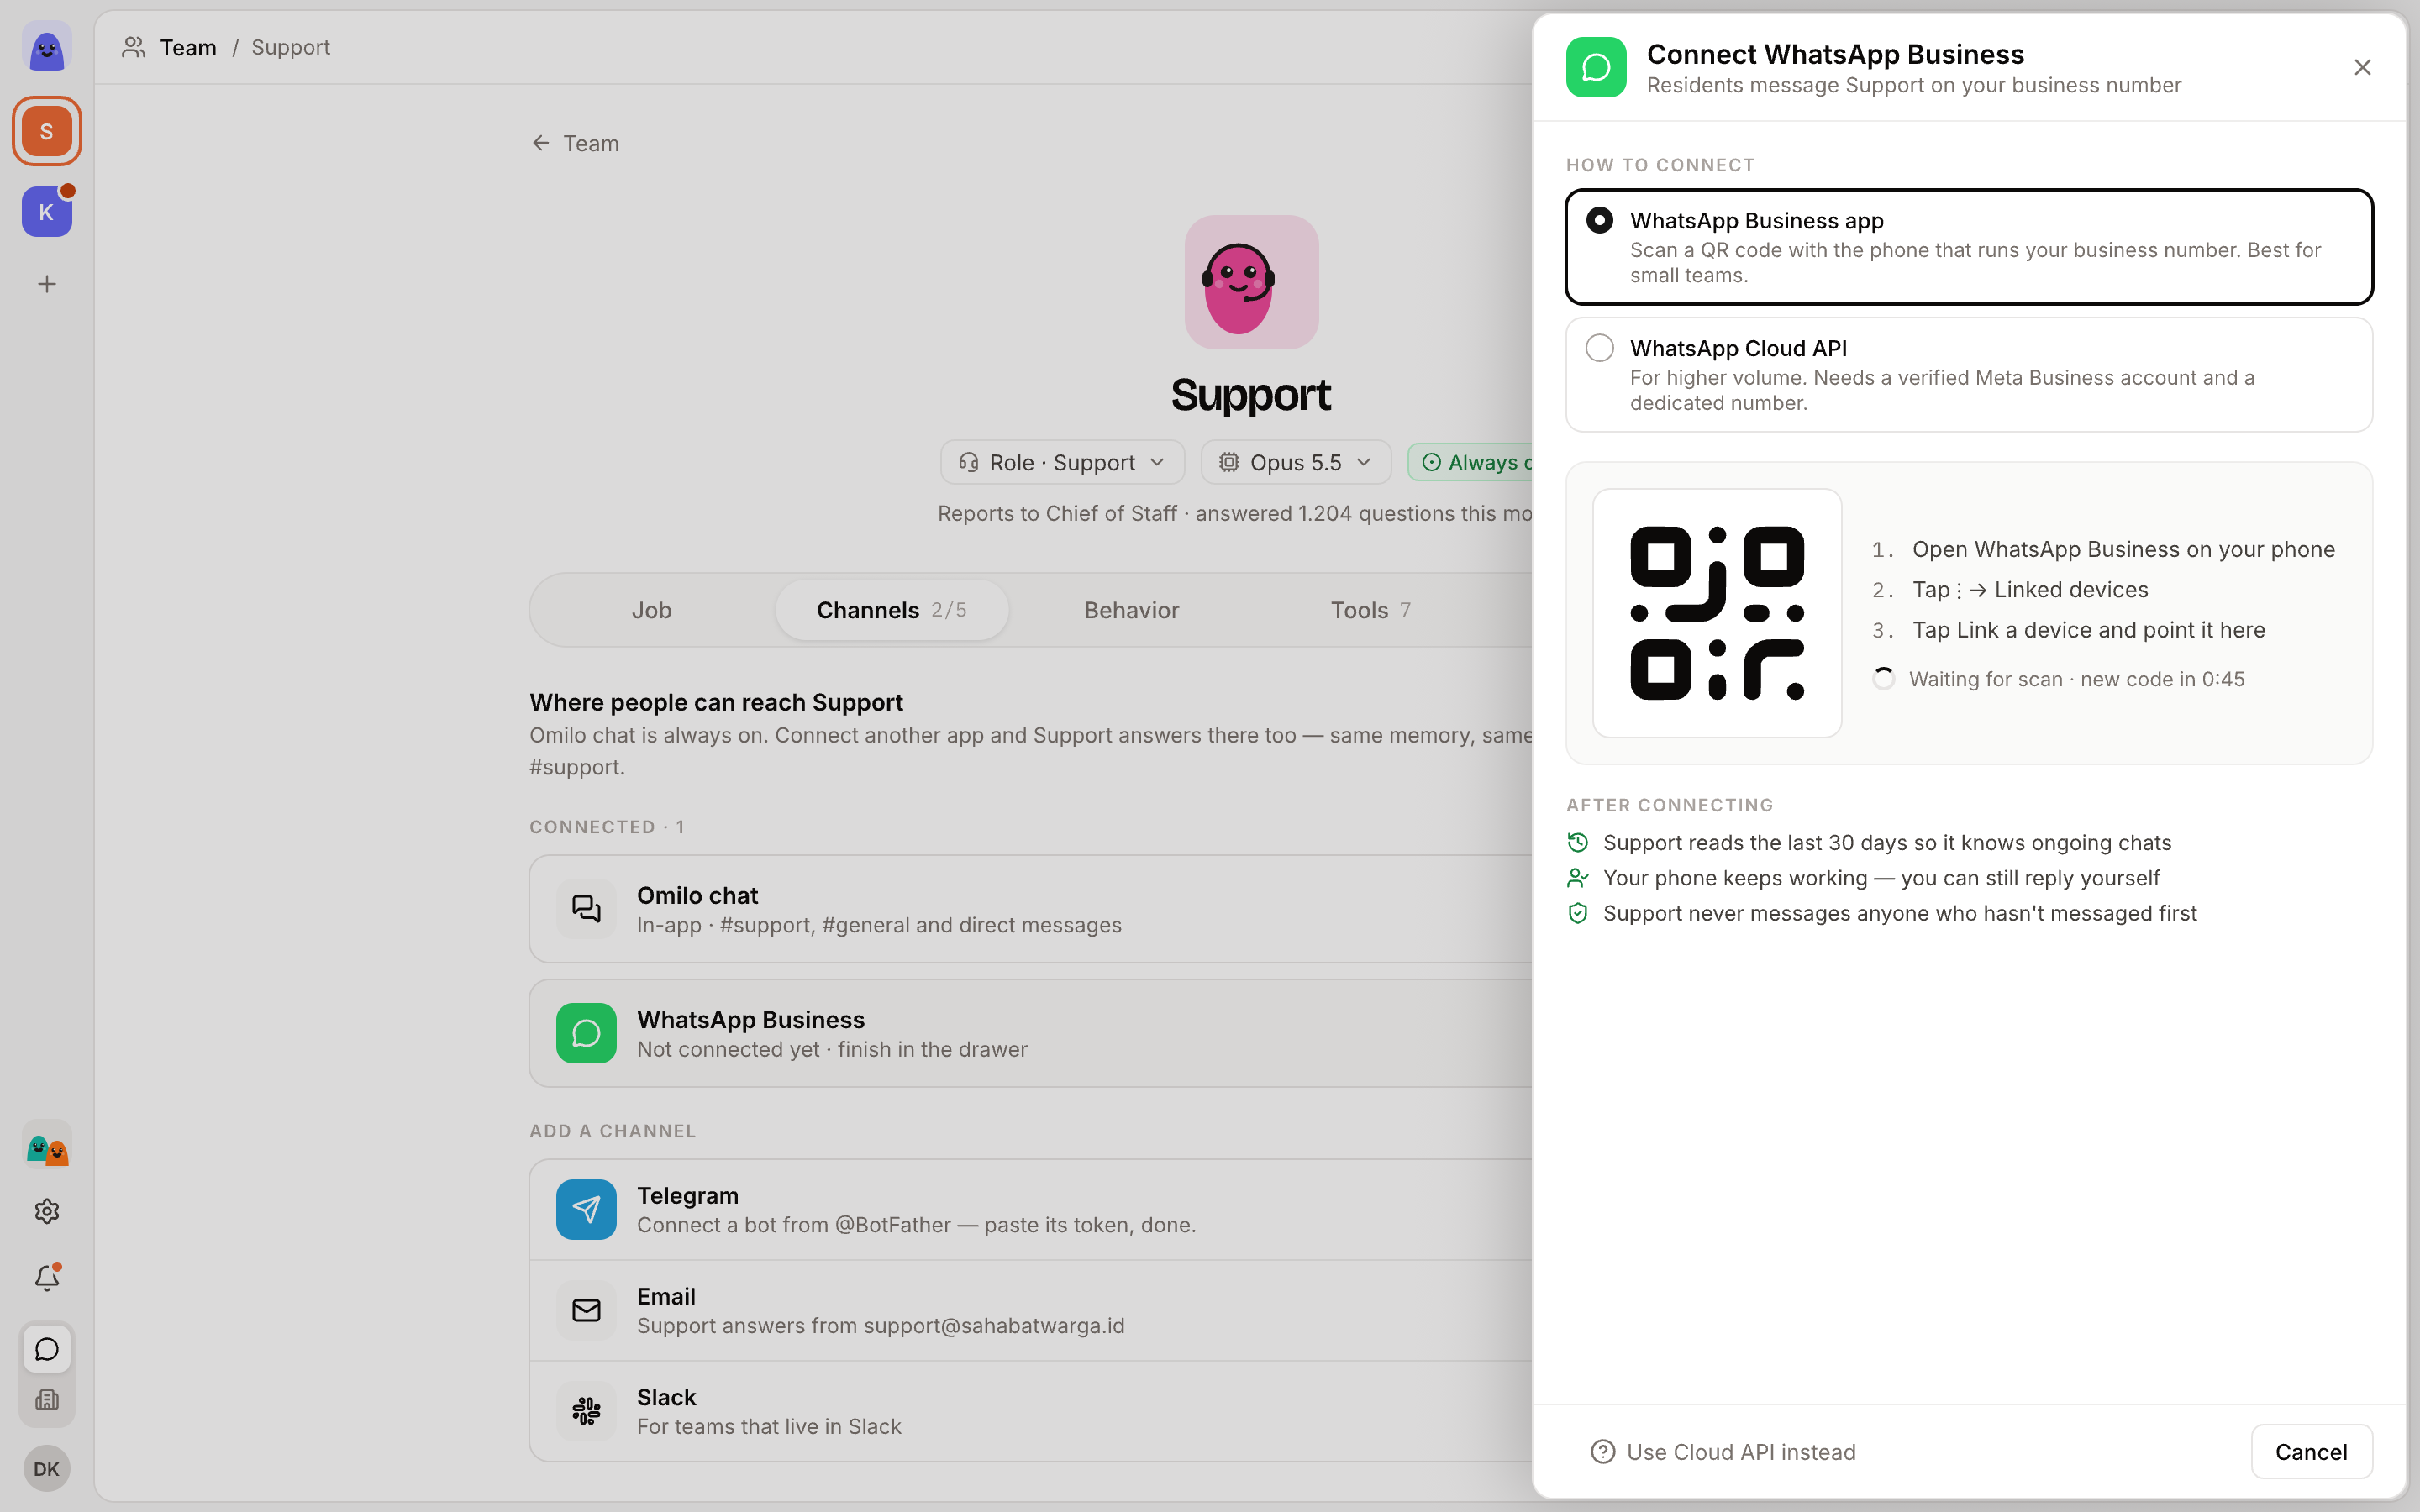 Team / Support
S
K
DK
← Team
Support
Role · Support
Opus 5.5
Always
Reports to Chief of Staff · answered 1.204 questions this
Job
Channels 2/5
Behavior
Tools 7
Where people can reach Support
Omilo chat is always on. Connect another app and Support answers there too — same memory, same
#support.
CONNECTED · 1
Omilo chat
In-app · #support, #general and direct messages
WhatsApp Business
Not connected yet · finish in the drawer
ADD A CHANNEL
Telegram
Connect a bot from @BotFather — paste its token, done.
Email
Support answers from support@sahabatwarga.id
Slack
For teams that live in Slack
Connect WhatsApp Business
Residents message Support on your business number
HOW TO CONNECT
WhatsApp Business app
Scan a QR code with the phone that runs your business number. Best for
small teams.
WhatsApp Cloud API
For higher volume. Needs a verified Meta Business account and a
dedicated number.
1. Open WhatsApp Business on your phone
2. Tap ⋮ → Linked devices
3. Tap Link a device and point it here
Waiting for scan · new code in 0:45
AFTER CONNECTING
Support reads the last 30 days so it knows ongoing chats
Your phone keeps working — you can still reply yourself
Support never messages anyone who hasn't messaged first
Use Cloud API instead
Cancel